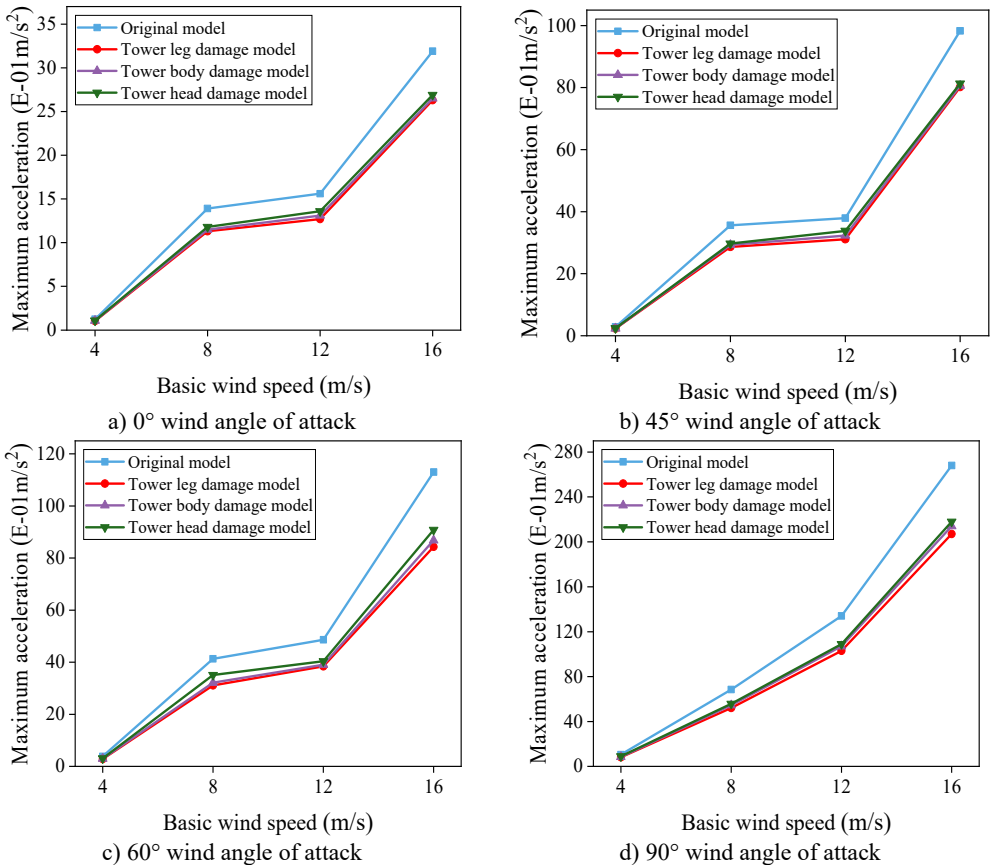 Maximum acceleration (E-01m/s²)
35
30
25
20
15
10
5
0
Original model
Tower leg damage model
Tower body damage model
Tower head damage model
4 8 12 16
Basic wind speed (m/s)
a) 0° wind angle of attack
Maximum acceleration (E-01m/s²)
100
80
60
40
20
0
Original model
Tower leg damage model
Tower body damage model
Tower head damage model
4 8 12 16
Basic wind speed (m/s)
b) 45° wind angle of attack
Maximum acceleration (E-01m/s²)
120
100
80
60
40
20
0
Original model
Tower leg damage model
Tower body damage model
Tower head damage model
4 8 12 16
Basic wind speed (m/s)
c) 60° wind angle of attack
Maximum acceleration (E-01m/s²)
280
240
200
160
120
80
40
0
Original model
Tower leg damage model
Tower body damage model
Tower head damage model
4 8 12 16
Basic wind speed (m/s)
d) 90° wind angle of attack